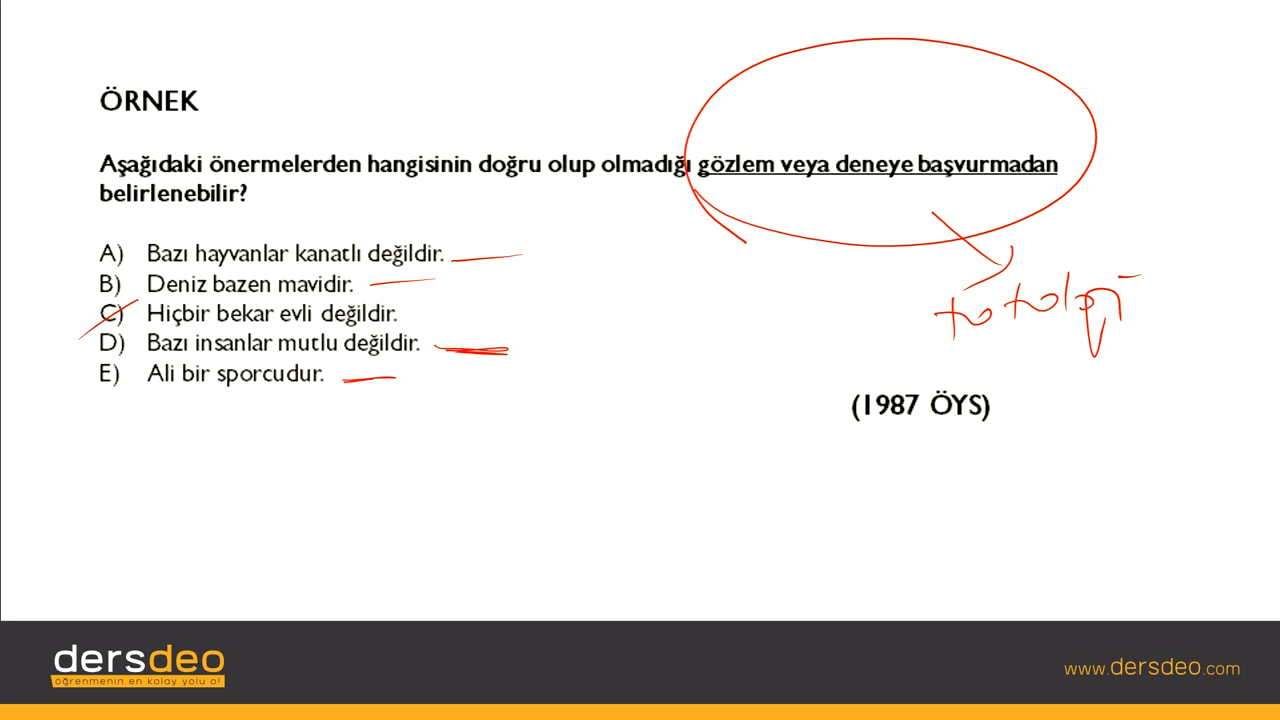 ÖRNEK
Aşağıdaki önermelerden hangisinin doğru olup olmadığı gözlem veya deneye başvurmadan
belirlenebilir?
A) Bazı hayvanlar kanatlı değildir.
B) Deniz bazen mavidir.
C) Hiçbir bekar evli değildir.
D) Bazı insanlar mutlu değildir.
E) Ali bir sporcudur.
totoloji
(1987 ÖYS)
dersdeo
öğrenmenin en kolay yolu o!
www.dersdeo.com